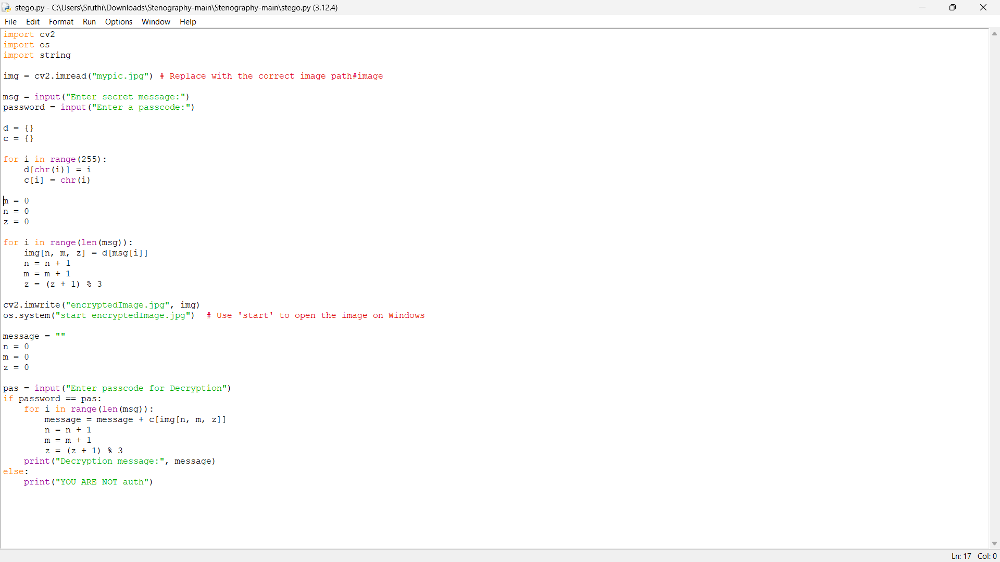 stego.py - C:\Users\Sruthi\Downloads\Stenography-main\Stenography-main\stego.py (3.12.4)
File Edit Format Run Options Window Help
import cv2
import os
import string

img = cv2.imread("mypic.jpg") # Replace with the correct image path#image

msg = input("Enter secret message:")
password = input("Enter a passcode:")

d = {}
c = {}

for i in range(255):
    d[chr(i)] = i
    c[i] = chr(i)

m = 0
n = 0
z = 0

for i in range(len(msg)):
    img[n, m, z] = d[msg[i]]
    n = n + 1
    m = m + 1
    z = (z + 1) % 3

cv2.imwrite("encryptedImage.jpg", img)
os.system("start encryptedImage.jpg")  # Use 'start' to open the image on Windows

message = ""
n = 0
m = 0
z = 0

pas = input("Enter passcode for Decryption")
if password == pas:
    for i in range(len(msg)):
        message = message + c[img[n, m, z]]
        n = n + 1
        m = m + 1
        z = (z + 1) % 3
    print("Decryption message:", message)
else:
    print("YOU ARE NOT auth")
Ln: 17 Col: 0